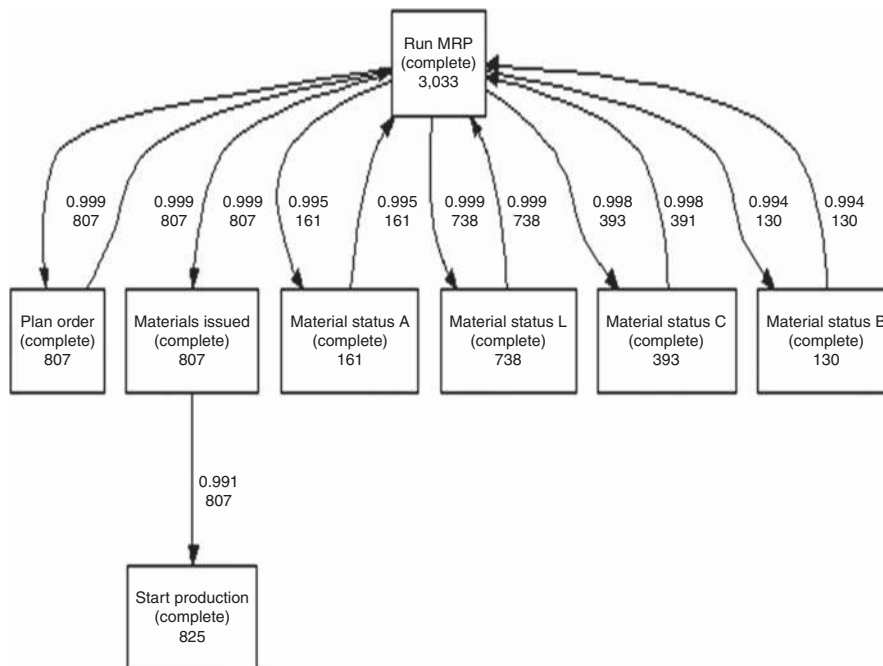 Run MRP
(complete)
3,033
0.999
807
0.999
807
0.999
807
0.995
161
0.995
161
0.999
738
0.999
738
0.998
393
0.998
391
0.994
130
0.994
130
Plan order
(complete)
807
Materials issued
(complete)
807
Material status A
(complete)
161
Material status L
(complete)
738
Material status C
(complete)
393
Material status B
(complete)
130
0.991
807
Start production
(complete)
825